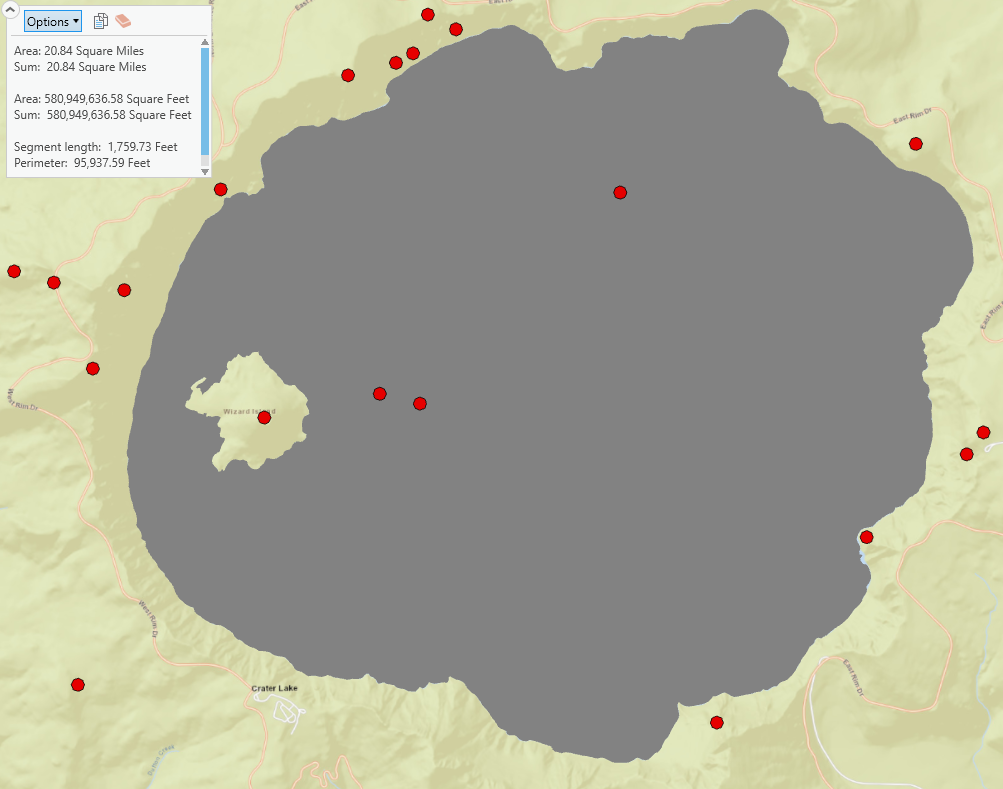 Options
Area: 20.84 Square Miles
Sum: 20.84 Square Miles
Area: 580,949,636.58 Square Feet
Sum: 580,949,636.58 Square Feet
Segment length: 1,759.73 Feet
Perimeter: 95,937.59 Feet
East Rim Dr
East Rim
West Rim Dr
Wizard Island
West Rim Dr
Crater Lake
East Rim Dr